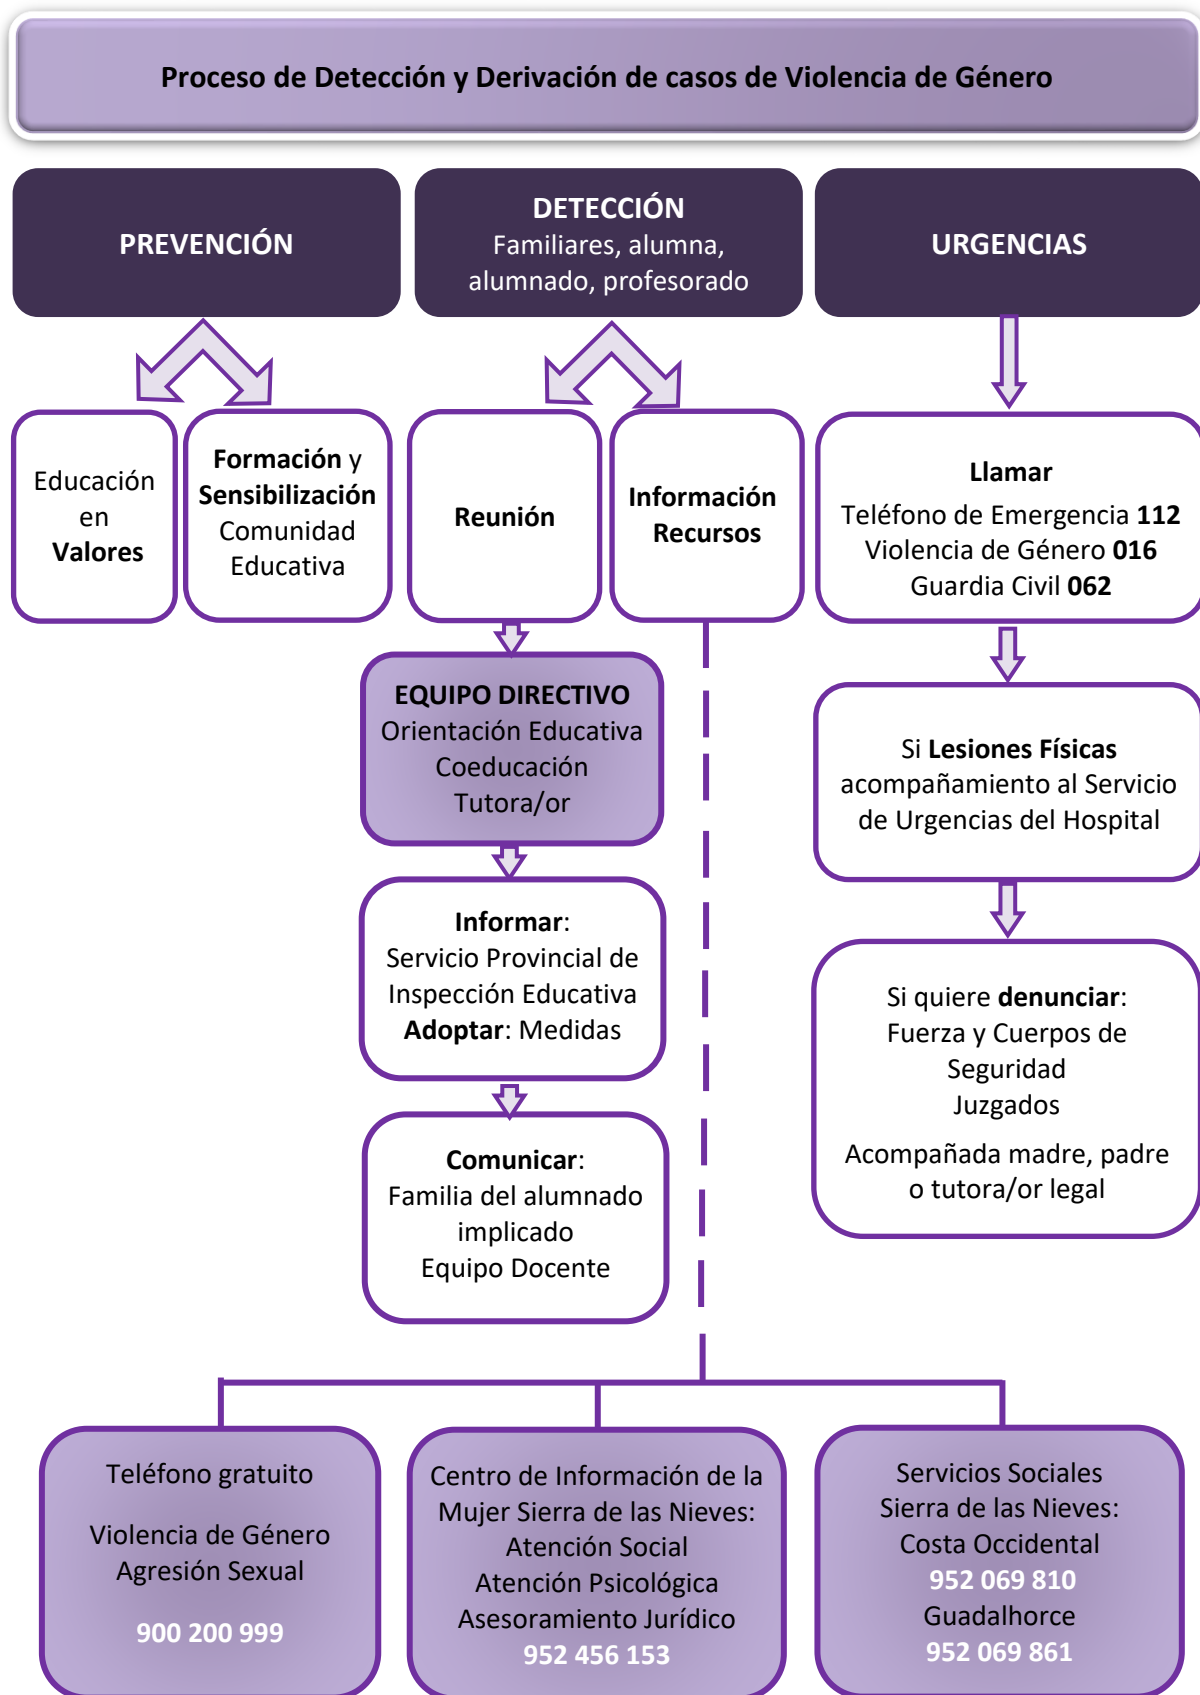 Proceso de Detección y Derivación de casos de Violencia de Género
PREVENCIÓN
DETECCIÓN
Familiares, alumna,
alumnado, profesorado
URGENCIAS
Educación
en
Valores
Formación y
Sensibilización
Comunidad
Educativa
Reunión
Información
Recursos
Llamar
Teléfono de Emergencia 112
Violencia de Género 016
Guardia Civil 062
EQUIPO DIRECTIVO
Orientación Educativa
Coeducación
Tutora/or
Si Lesiones Físicas
acompañamiento al Servicio
de Urgencias del Hospital
Informar:
Servicio Provincial de
Inspección Educativa
Adoptar: Medidas
Si quiere denunciar:
Fuerza y Cuerpos de
Seguridad
Juzgados
Acompañada madre, padre
o tutora/or legal
Comunicar:
Familia del alumnado
implicado
Equipo Docente
Teléfono gratuito
Violencia de Género
Agresión Sexual
900 200 999
Centro de Información de la
Mujer Sierra de las Nieves:
Atención Social
Atención Psicológica
Asesoramiento Jurídico
952 456 153
Servicios Sociales
Sierra de las Nieves:
Costa Occidental
952 069 810
Guadalhorce
952 069 861